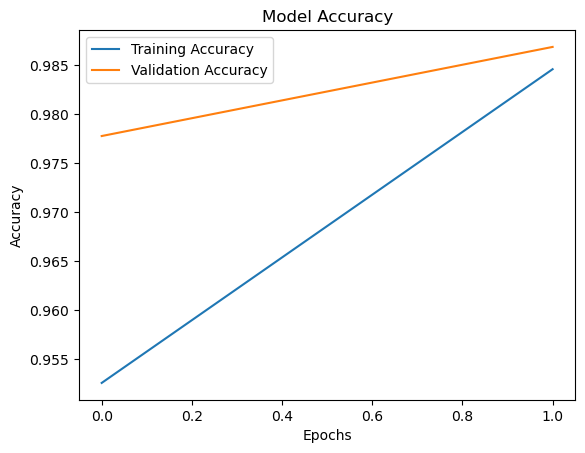 Model Accuracy
Training Accuracy
Validation Accuracy
0.985
0.980
0.975
0.970
0.965
0.960
0.955
Accuracy
0.0 0.2 0.4 0.6 0.8 1.0
Epochs